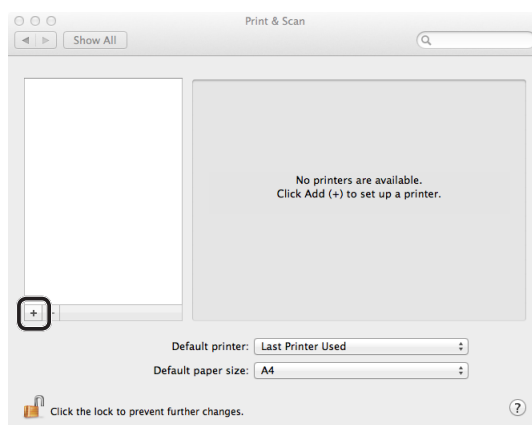 Print & Scan
Show All
No printers are available.
Click Add (+) to set up a printer.
+ -
Default printer: Last Printer Used
Default paper size: A4
Click the lock to prevent further changes.
?